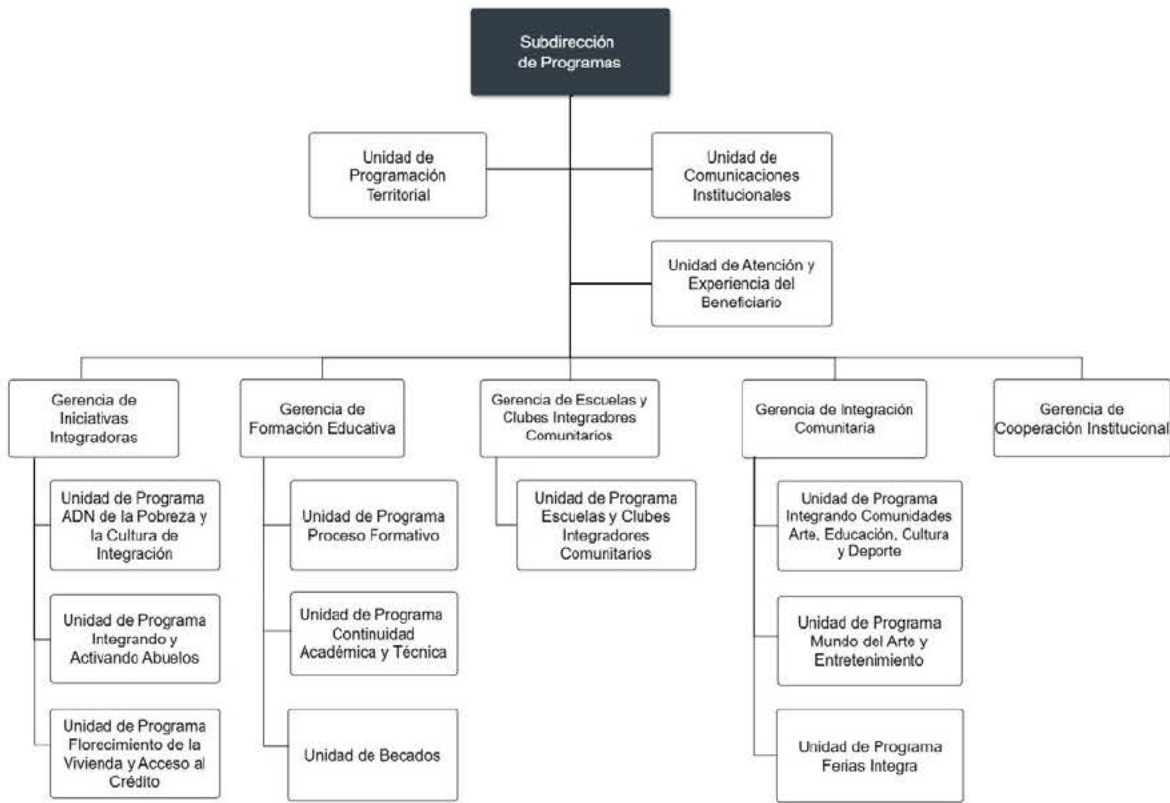 Subdirección
de Programas
Unidad de
Programación
Territorial
Unidad de
Comunicaciones
Institucionales
Unidad de Atención y
Experiencia del
Beneficiario
Gerencia de
Iniciativas
Integradoras
Gerencia de
Formación Educativa
Gerencia de Escuelas y
Clubes Integradores
Comunitarios
Gerencia de Integración
Comunitaria
Gerencia de
Cooperación Institucional
Unidad de Programa
ADN de la Pobreza y
la Cultura de
Integración
Unidad de Programa
Proceso Formativo
Unidad de Programa
Escuelas y Clubes
Integradores
Comunitarios
Unidad de Programa
Integrando Comunidades
Arte, Educación, Cultura
y Deporte
Unidad de Programa
Integrando y
Activando Abuelos
Unidad de Programa
Continuidad
Académica y Técnica
Unidad de Programa
Mundo del Arte y
Entretenimiento
Unidad de Programa
Florecimiento de la
Vivienda y Acceso al
Crédito
Unidad de Becados
Unidad de Programa
Ferias Integra